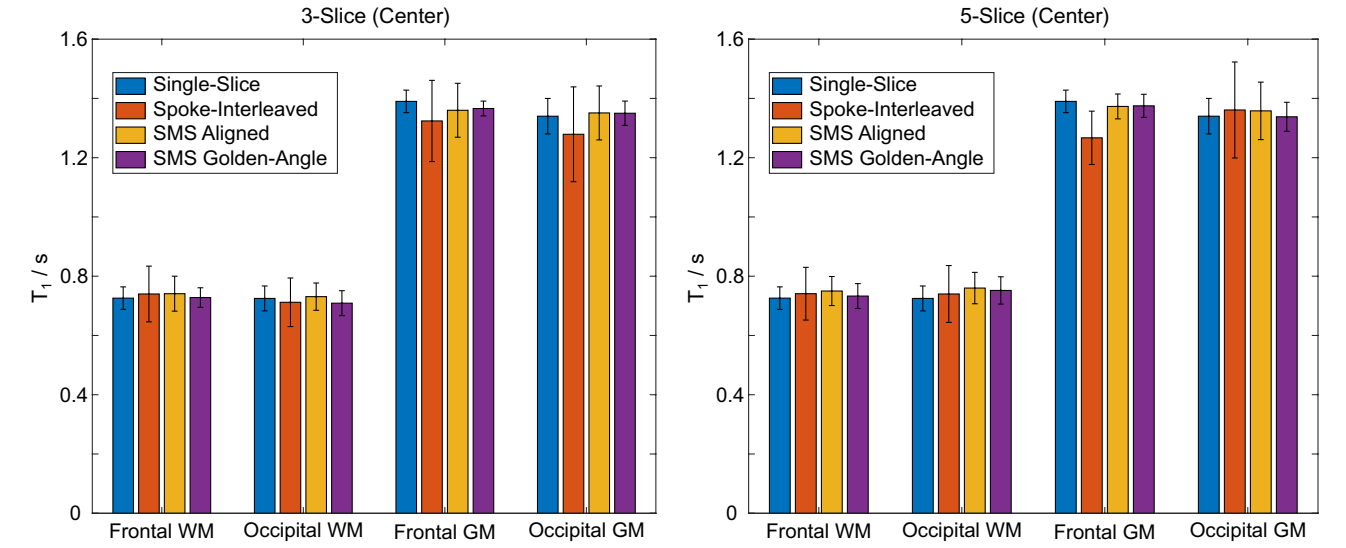 3-Slice (Center)
1.6
1.2
0.8
0.4
0
T1 / s
Single-Slice
Spoke-Interleaved
SMS Aligned
SMS Golden-Angle
Frontal WM
Occipital WM
Frontal GM
Occipital GM
5-Slice (Center)
1.6
1.2
0.8
0.4
0
T1 / s
Single-Slice
Spoke-Interleaved
SMS Aligned
SMS Golden-Angle
Frontal WM
Occipital WM
Frontal GM
Occipital GM